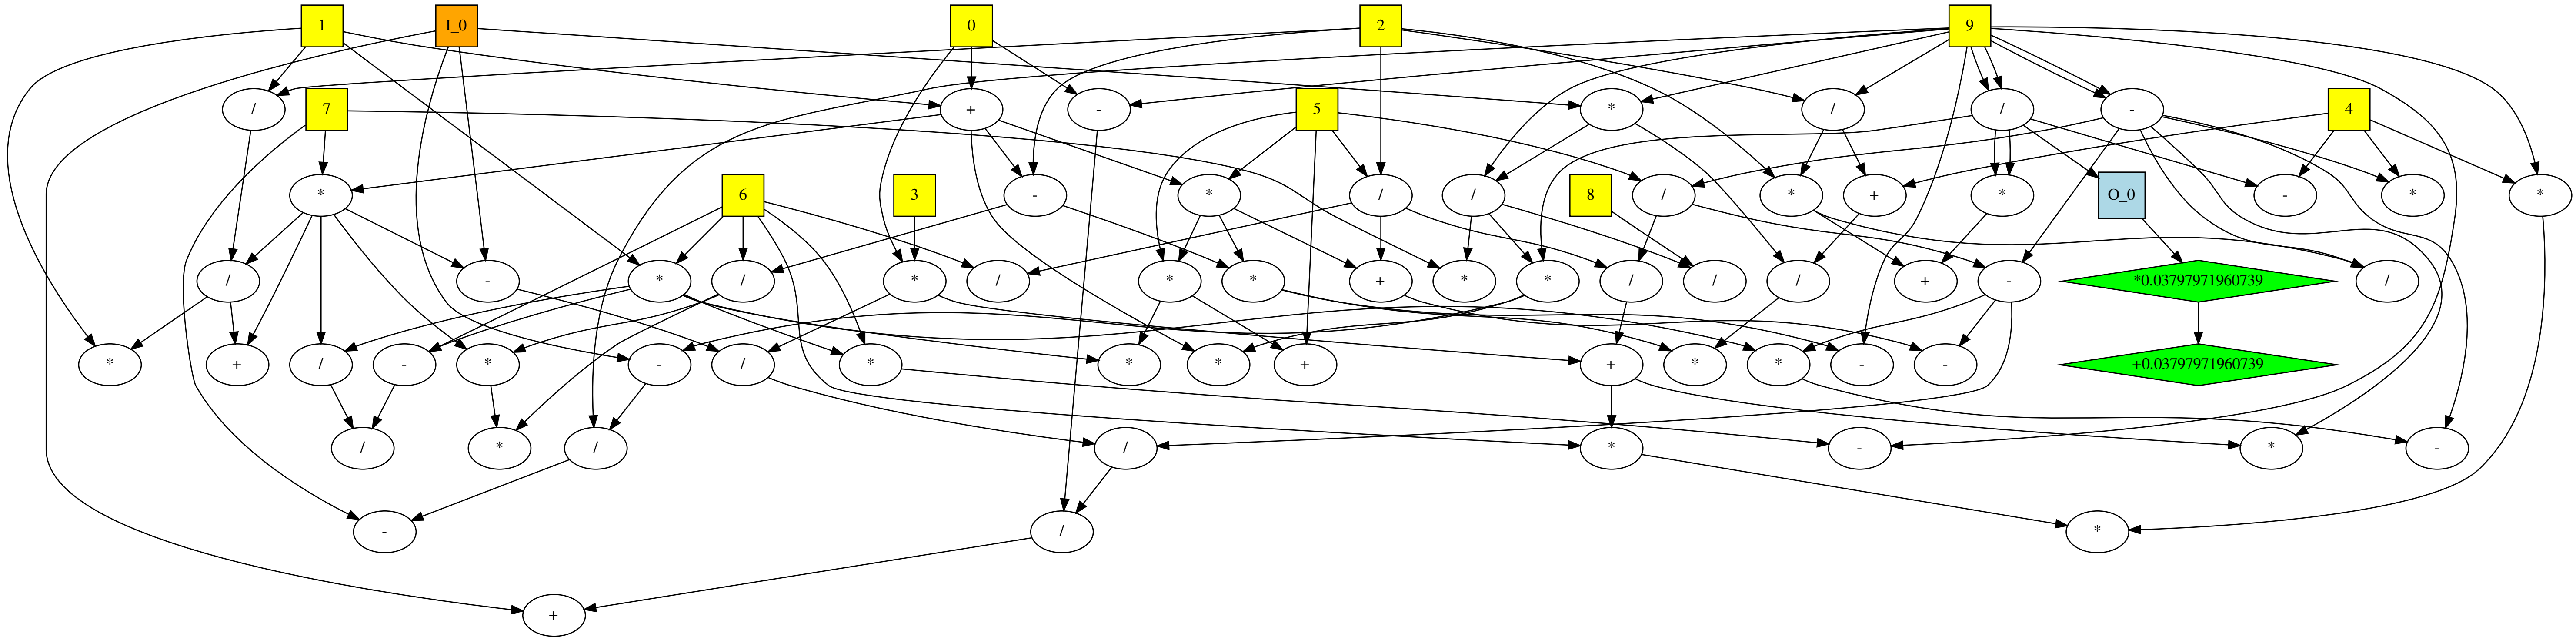 1 I_0 0 2 9
/ 7 + - 5 * / / - 4
* 6 3 - * / / 8 / * + * O_0 - * *
/ - * / * / * * + * * / / / + - *0.03797971960739 /
* + / - * - / * * * + + * * - - +0.03797971960739
/ * / / * - * -
- / *
+